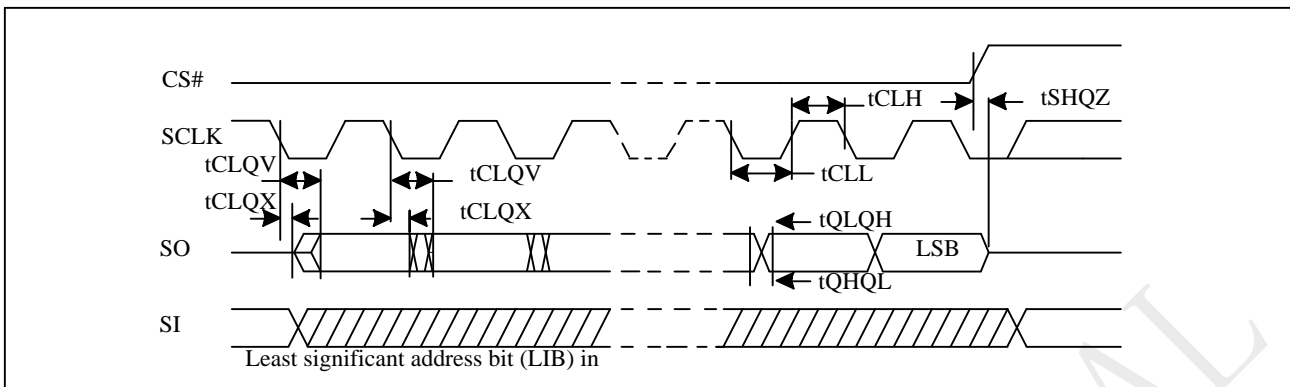 CS#
tCLH
tSHQZ
SCLK
tCLQV
tCLQV
tCLL
tCLQX
tCLQX
tQLQH
SO
LSB
tQHQL
SI
Least significant address bit (LIB) in